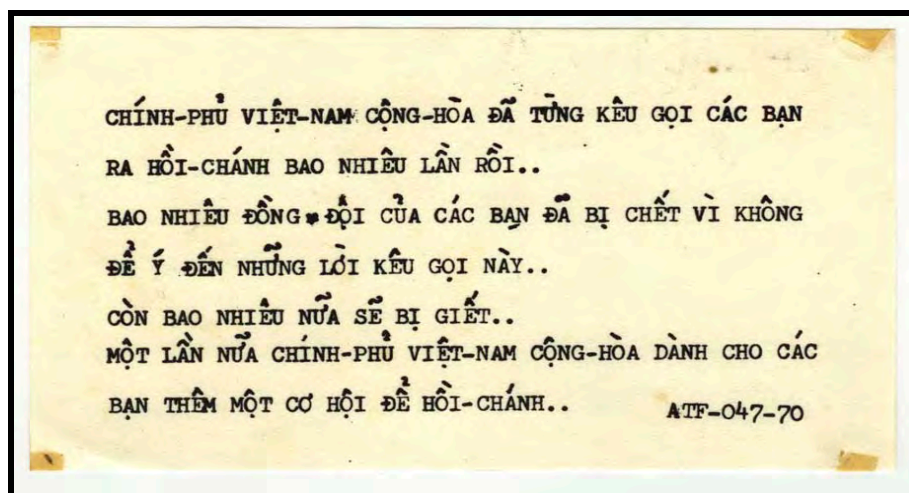 CHÍNH-PHỦ VIỆT-NAM CỘNG-HÒA ĐÃ TỪNG KÊU GỌI CÁC BẠN
RA HỒI-CHÁNH BAO NHIÊU LẦN RỒI..
BAO NHIÊU ĐỒNG-ĐỘI CỦA CÁC BẠN ĐÃ BỊ CHẾT VÌ KHÔNG
ĐỂ Ý ĐẾN NHỮNG LỜI KÊU GỌI NÀY..
CÒN BAO NHIÊU NỮA SẼ BỊ GIẾT..
MỘT LẦN NỮA CHÍNH-PHỦ VIỆT-NAM CỘNG-HÒA DÀNH CHO CÁC
BẠN THÊM MỘT CƠ HỘI ĐỂ HỒI-CHÁNH..
ATF-047-70